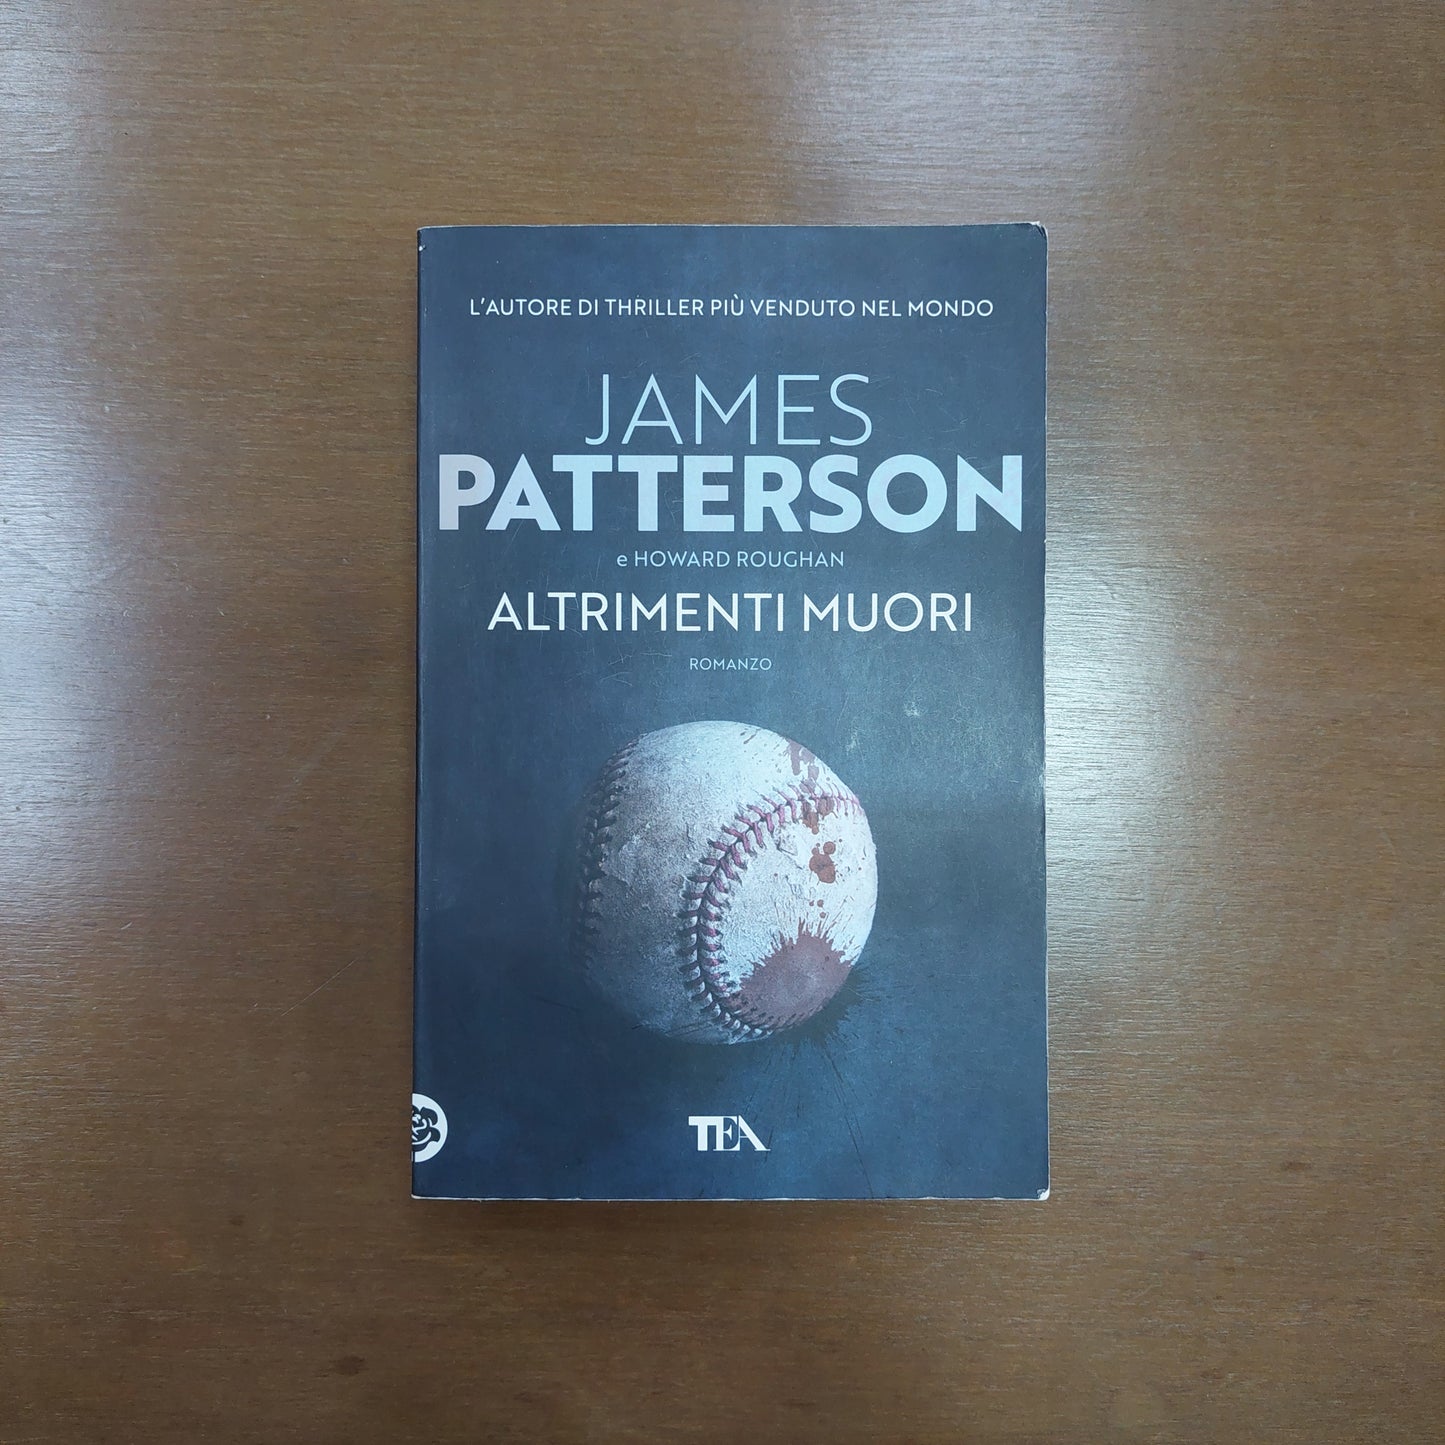 L'AUTORE DI THRILLER PIÙ VENDUTO NEL MONDO
JAMES
PATTERSON
e HOWARD ROUGHAN
ALTRIMENTI MUORI
ROMANZO
TEA